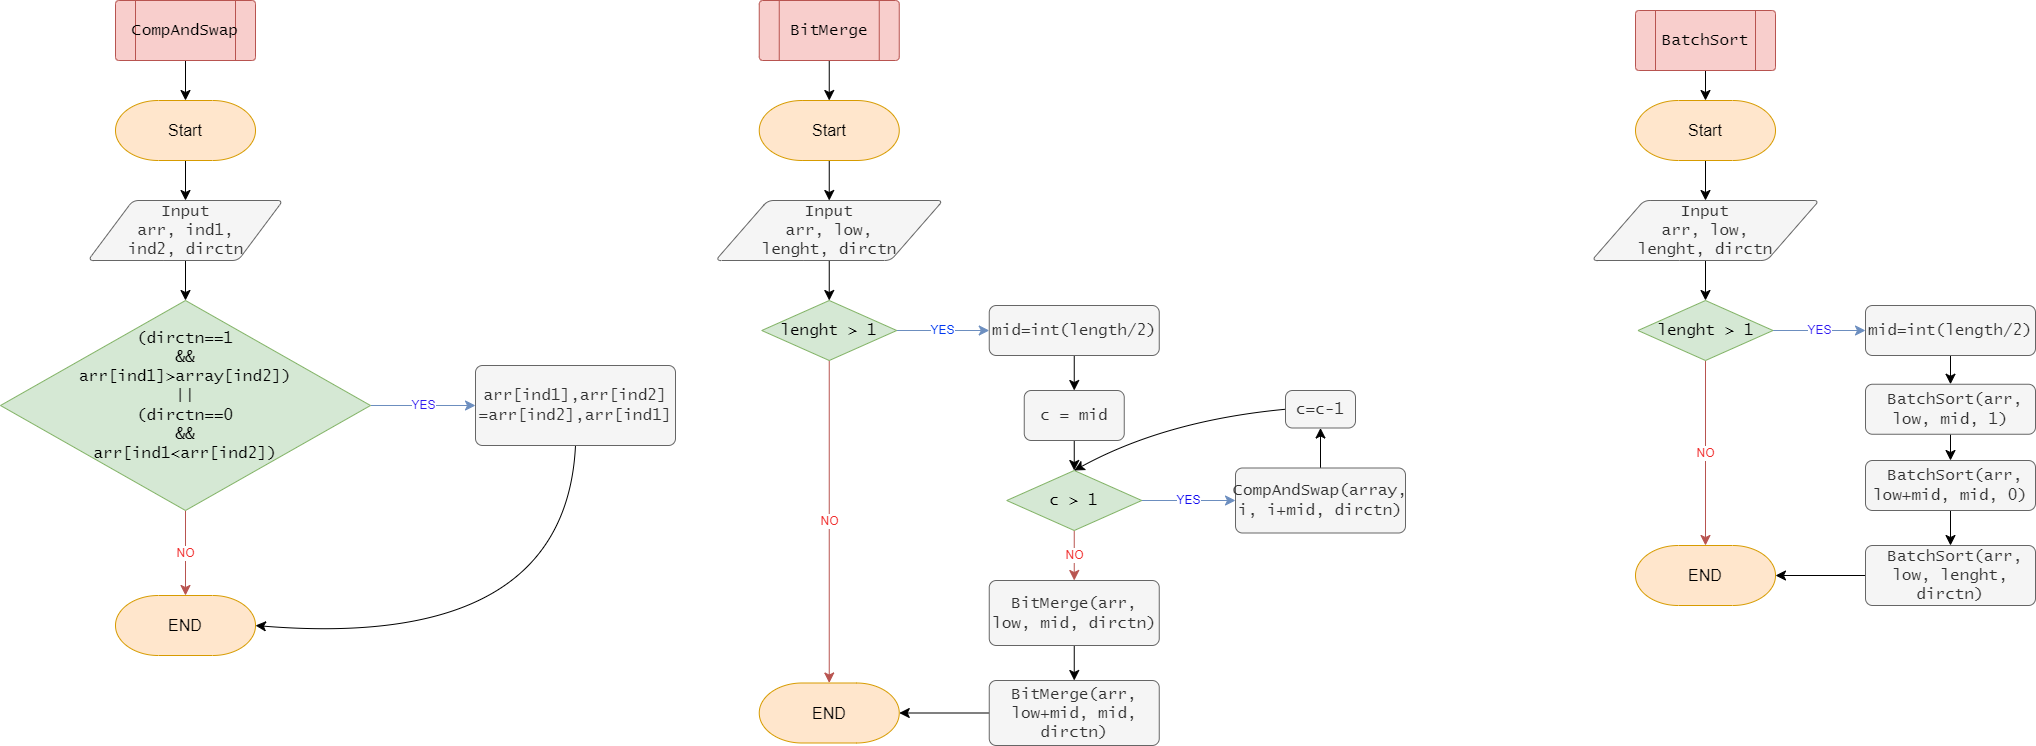 CompAndSwap
Start
Input
arr, ind1,
ind2, dirctn
(dirctn==1
&&
arr[ind1]>array[ind2])
||
(dirctn==0
&&
arr[ind1<arr[ind2])
YES
arr[ind1],arr[ind2]
=arr[ind2],arr[ind1]
NO
END
BitMerge
Start
Input
arr, low,
lenght, dirctn
lenght > 1
YES
mid=int(length/2)
c = mid
c=c-1
c > 1
YES
CompAndSwap(array,
i, i+mid, dirctn)
NO
NO
BitMerge(arr,
low, mid, dirctn)
BitMerge(arr,
low+mid, mid,
dirctn)
END
BatchSort
Start
Input
arr, low,
lenght, dirctn
lenght > 1
YES
mid=int(length/2)
BatchSort(arr,
low, mid, 1)
BatchSort(arr,
low+mid, mid, 0)
NO
BatchSort(arr,
low, lenght,
dirctn)
END